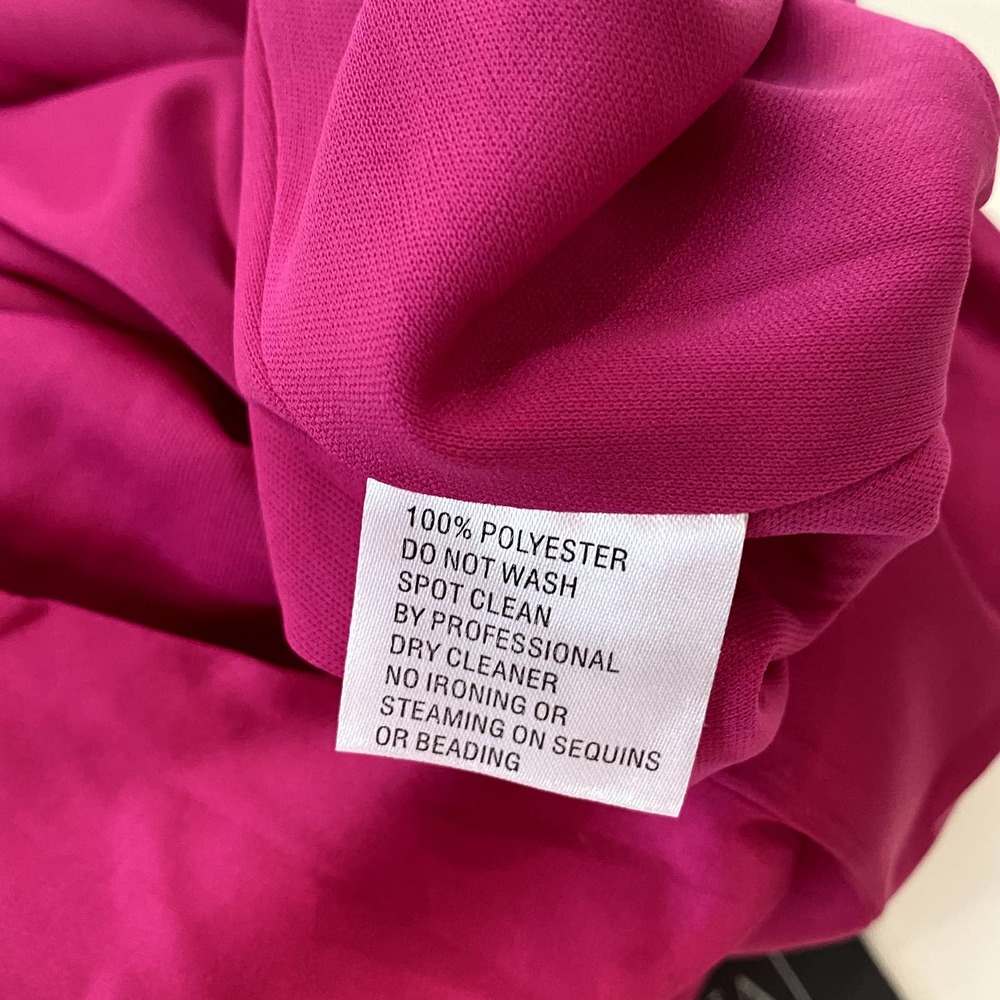 100% POLYESTER
DO NOT WASH
SPOT CLEAN
BY PROFESSIONAL
DRY CLEANER
NO IRONING OR
STEAMING ON SEQUINS
OR BEADING